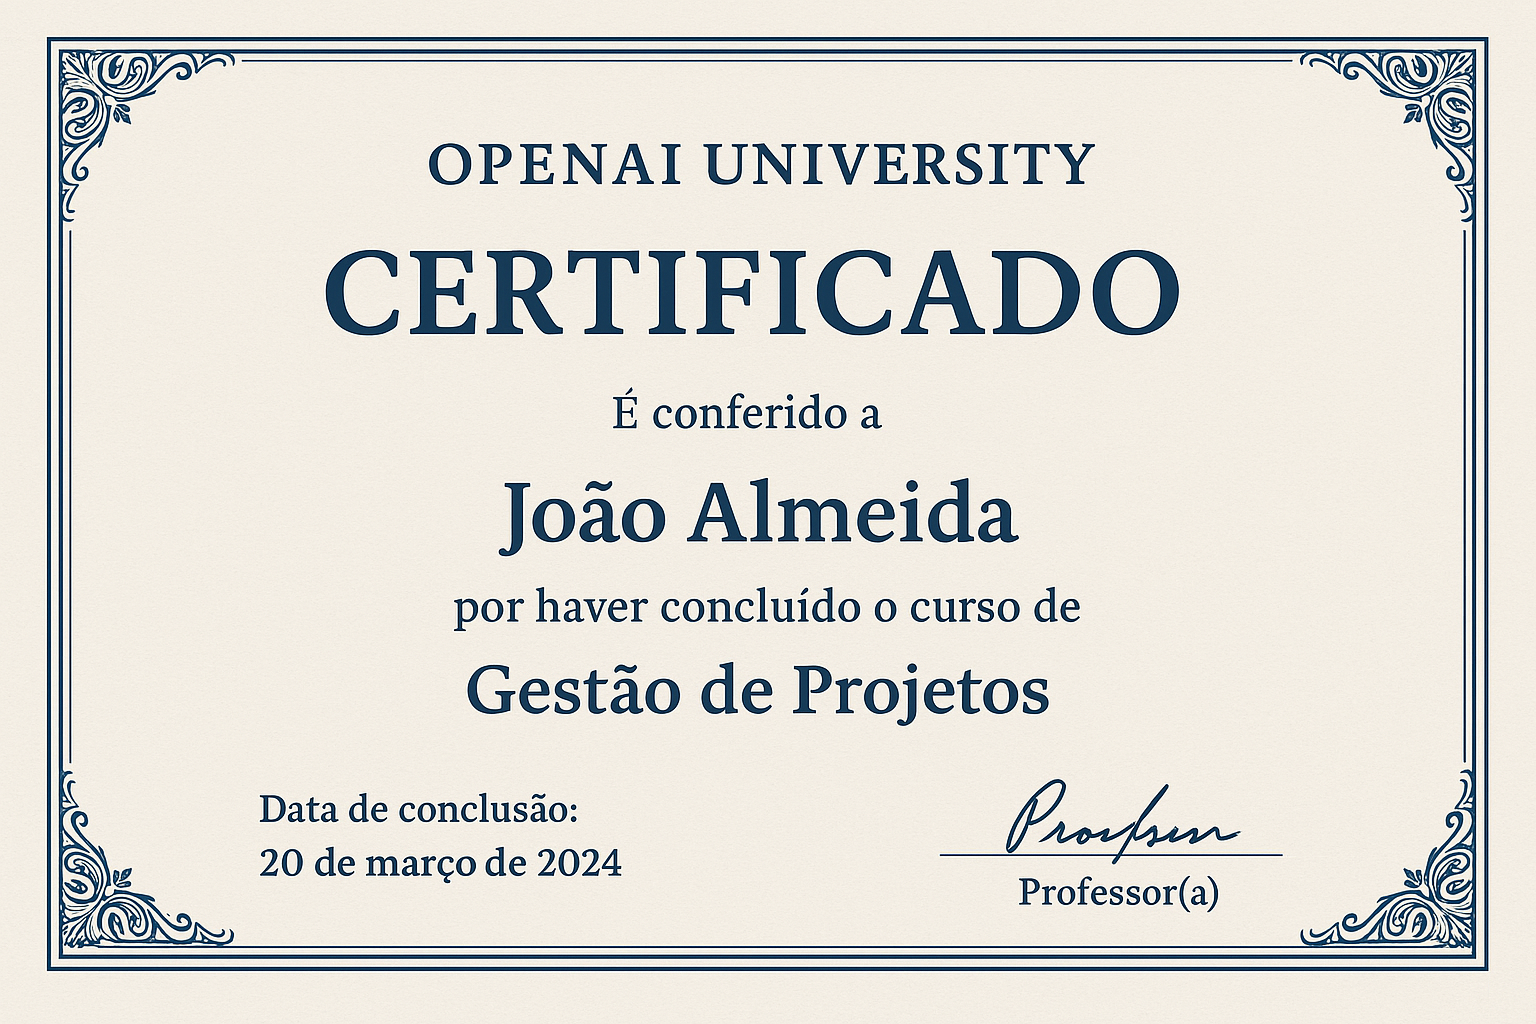 OPENAI UNIVERSITY
CERTIFICADO
É conferido a
João Almeida
por haver concluído o curso de
Gestão de Projetos
Data de conclusão:
20 de março de 2024
Professor(a)